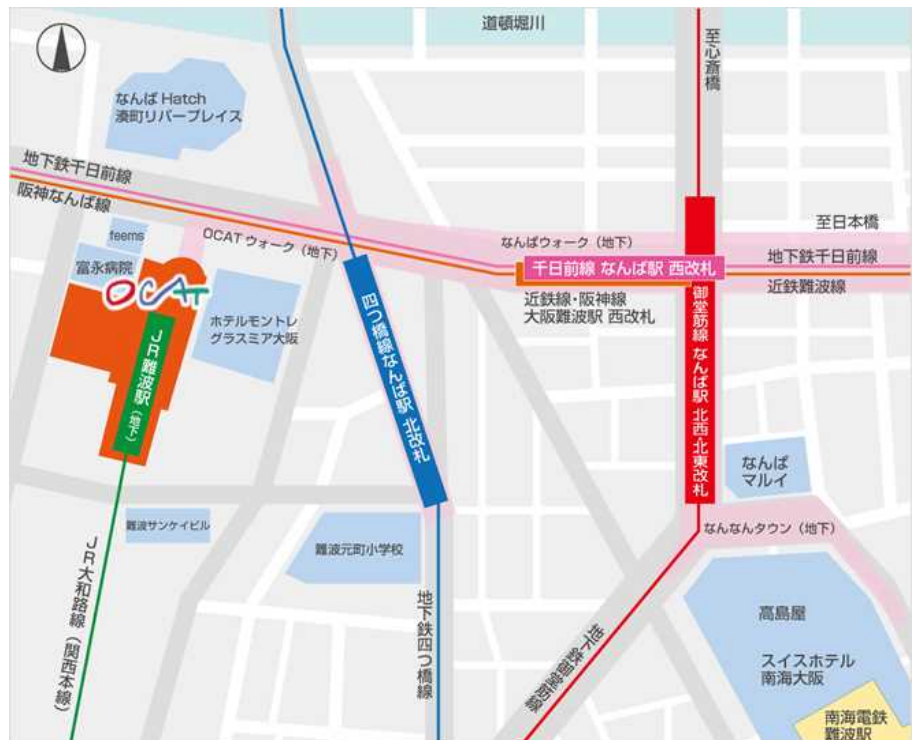 道頓堀川
至心斎橋
なんば Hatch
湊町リバープレイス
地下鉄千日前線
阪神なんば線
feems
富永病院
OCAT
OCAT ウォーク（地下）
なんばウォーク（地下）
至日本橋
地下鉄千日前線
近鉄難波線
千日前線 なんば駅 西改札
近鉄線・阪神線
大阪難波駅 西改札
ホテルモントレ
グラスミア大阪
四つ橋線なんば駅 北改札
御堂筋線 なんば駅 北西・北東改札
JR難波駅（地下）
なんば
マルイ
なんなんタウン（地下）
難波サンケイビル
難波元町小学校
JR大和路線（関西本線）
地下鉄四つ橋線
地下鉄御堂筋線
高島屋
スイスホテル
南海大阪
南海電鉄
難波駅